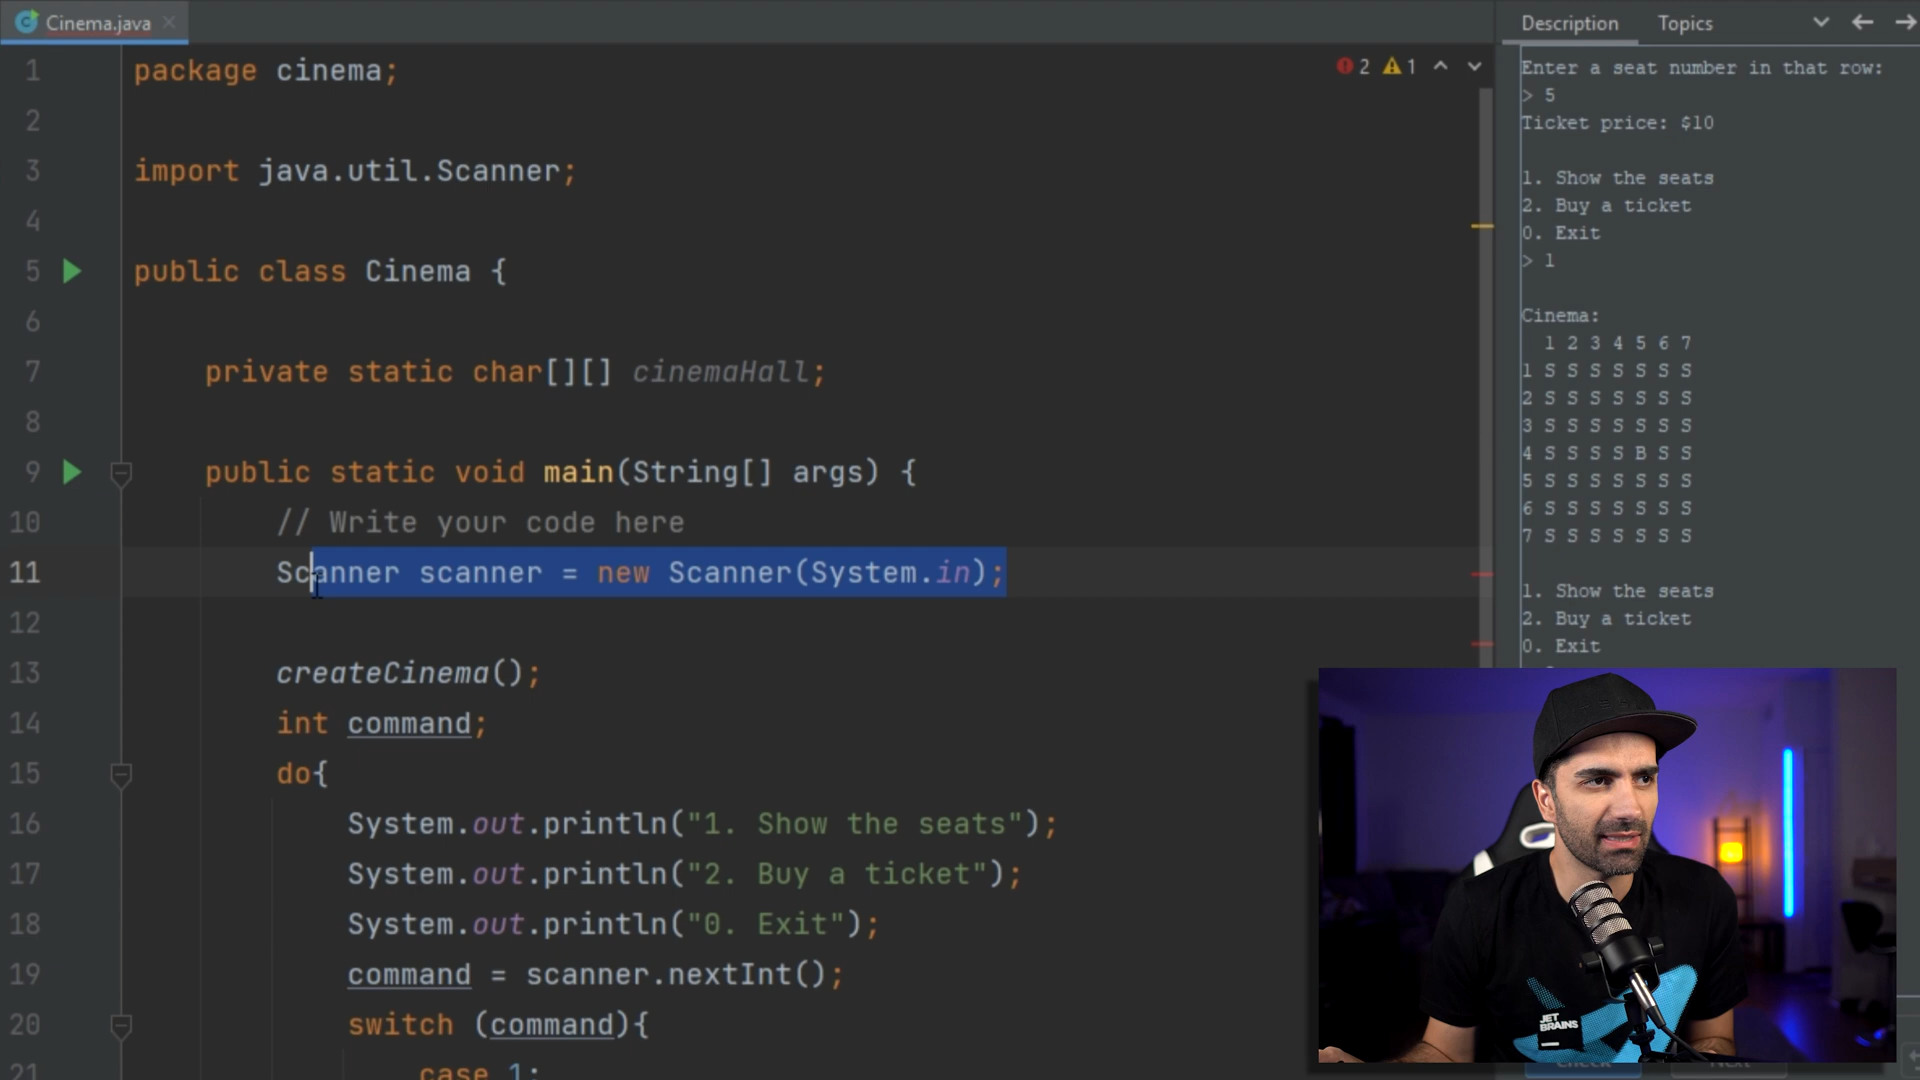 Cinema.java
1 package cinema;
2
3 import java.util.Scanner;
4
5 public class Cinema {
6
7 private static char[][] cinemaHall;
8
9 public static void main(String[] args) {
10 // Write your code here
11 Scanner scanner = new Scanner(System.in);
12
13 createCinema();
14 int command;
15 do{
16 System.out.println("1. Show the seats");
17 System.out.println("2. Buy a ticket");
18 System.out.println("0. Exit");
19 command = scanner.nextInt();
20 switch (command){
21 case 1:
2 1
Description Topics
Enter a seat number in that row:
> 5
Ticket price: $10
1. Show the seats
2. Buy a ticket
0. Exit
> 1
Cinema:
1 2 3 4 5 6 7
1 S S S S S S S
2 S S S S S S S
3 S S S S S S S
4 S S S S B S S
5 S S S S S S S
6 S S S S S S S
7 S S S S S S S
1. Show the seats
2. Buy a ticket
0. Exit
JET
BRAINS
Check Next